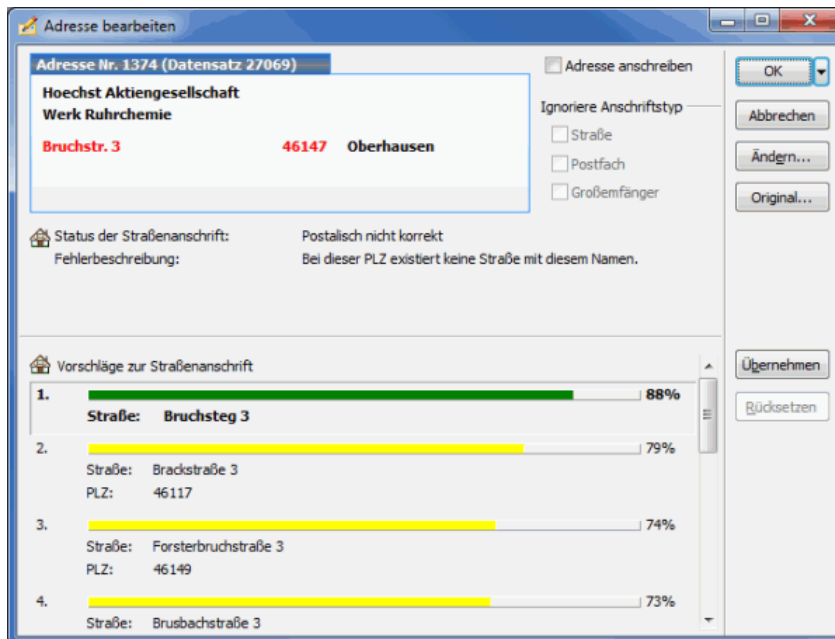 Adresse bearbeiten
Adresse Nr. 1374 (Datensatz 27069)
Hoechst Aktiengesellschaft
Werk Ruhrchemie
Bruchstr. 3 46147 Oberhausen
Adresse anschreiben
Ignoriere Anschriftstyp
Straße
Postfach
Großemfänger
OK
Abbrechen
Ändern...
Original...
Status der Straßenanschrift: Postalisch nicht korrekt
Fehlerbeschreibung: Bei dieser PLZ existiert keine Straße mit diesem Namen.
Vorschläge zur Straßenanschrift
1. 88%
Straße: Bruchsteg 3
2. 79%
Straße: Brackstraße 3
PLZ: 46117
3. 74%
Straße: Forsterbruchstraße 3
PLZ: 46149
4. 73%
Straße: Brusbachstraße 3
Übernehmen
Rücksetzen